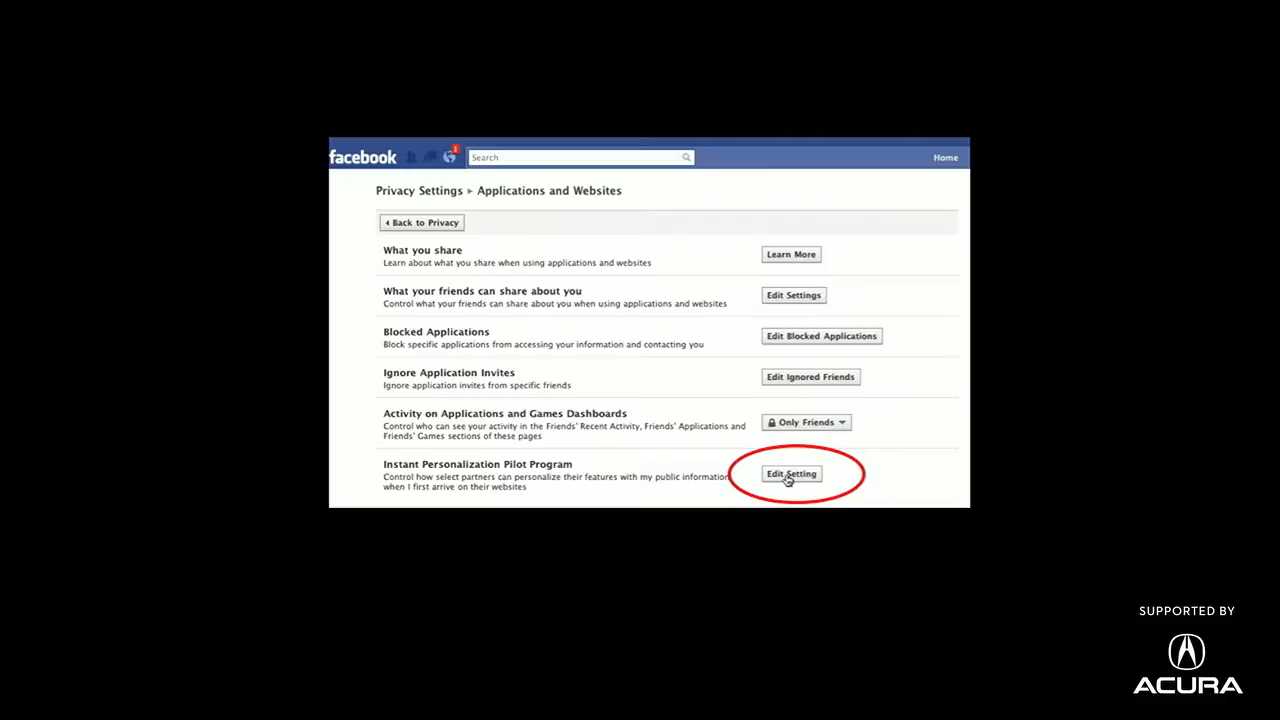 facebook
1
Search
Home
Privacy Settings ▸ Applications and Websites
Back to Privacy
What you share
Learn about what you share when using applications and websites
Learn More
What your friends can share about you
Control what your friends can share about you when using applications and websites
Edit Settings
Blocked Applications
Block specific applications from accessing your information and contacting you
Edit Blocked Applications
Ignore Application Invites
Ignore application invites from specific friends
Edit Ignored Friends
Activity on Applications and Games Dashboards
Control who can see your activity in the Friends' Recent Activity, Friends' Applications and
Friends' Games sections of these pages
Only Friends
Instant Personalization Pilot Program
Control how select partners can personalize their features with my public information
when I first arrive on their websites
Edit Setting
SUPPORTED BY
ACURA